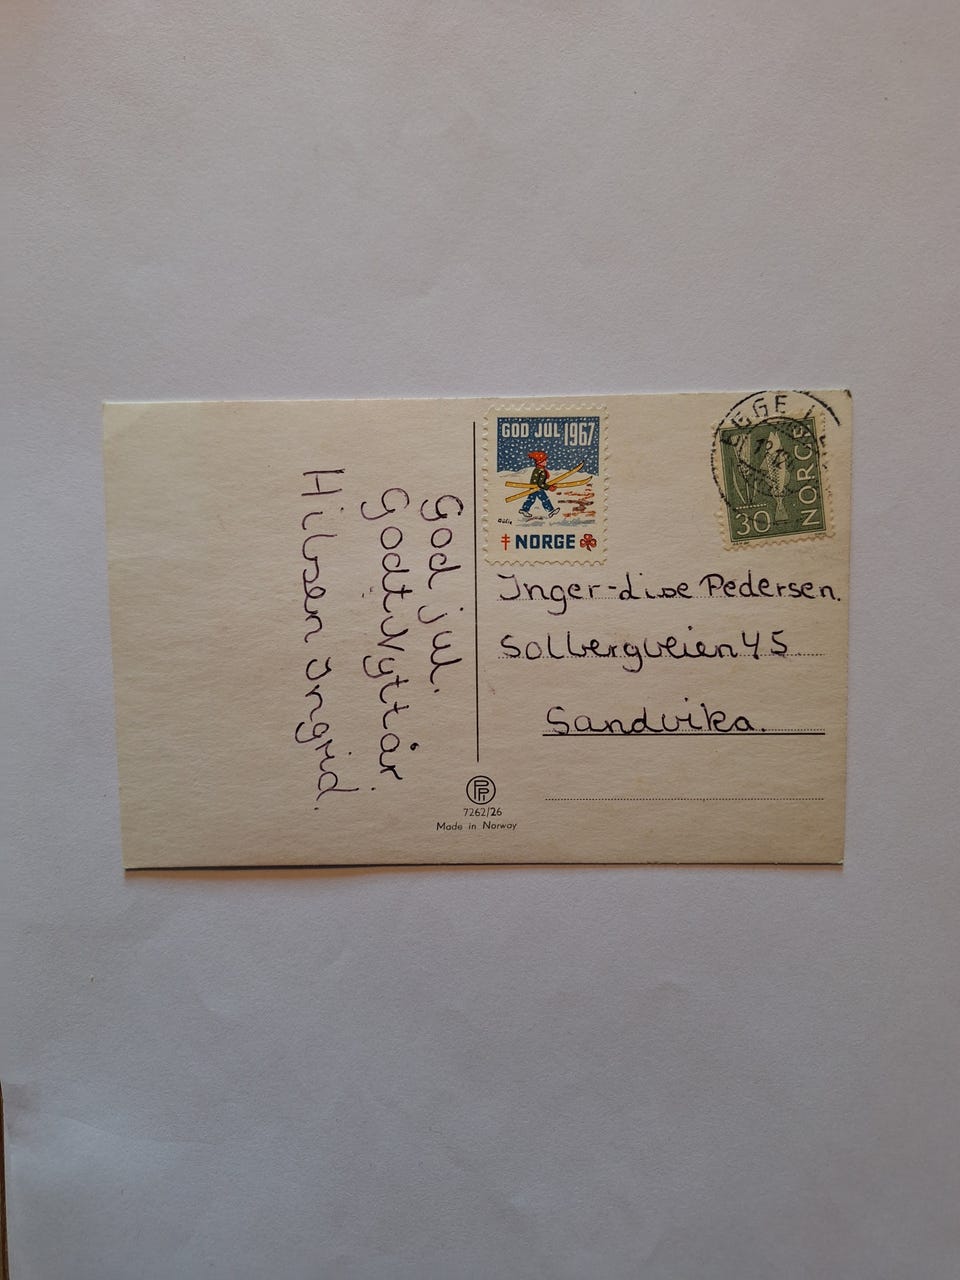 God jul.
Godt Nyttår
Hilsen Ingrid.
GOD JUL 1967
NORGE
30
NORGE
Inger-Lise Pedersen.
Solbergveien 45
Sandvika.
PP
7262/26
Made in Norway